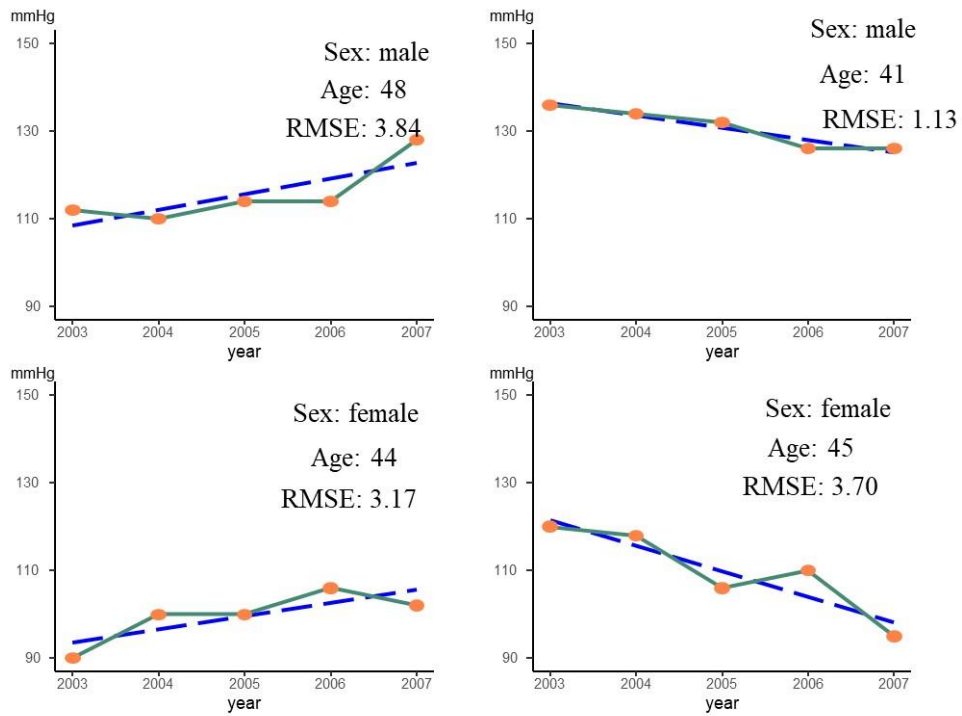 mmHg
150
130
110
90
Sex: male
Age: 48
RMSE: 3.84
2003 2004 2005 2006 2007
year
mmHg
150
130
110
90
Sex: male
Age: 41
RMSE: 1.13
2003 2004 2005 2006 2007
year
mmHg
150
130
110
90
Sex: female
Age: 44
RMSE: 3.17
2003 2004 2005 2006 2007
year
mmHg
150
130
110
90
Sex: female
Age: 45
RMSE: 3.70
2003 2004 2005 2006 2007
year